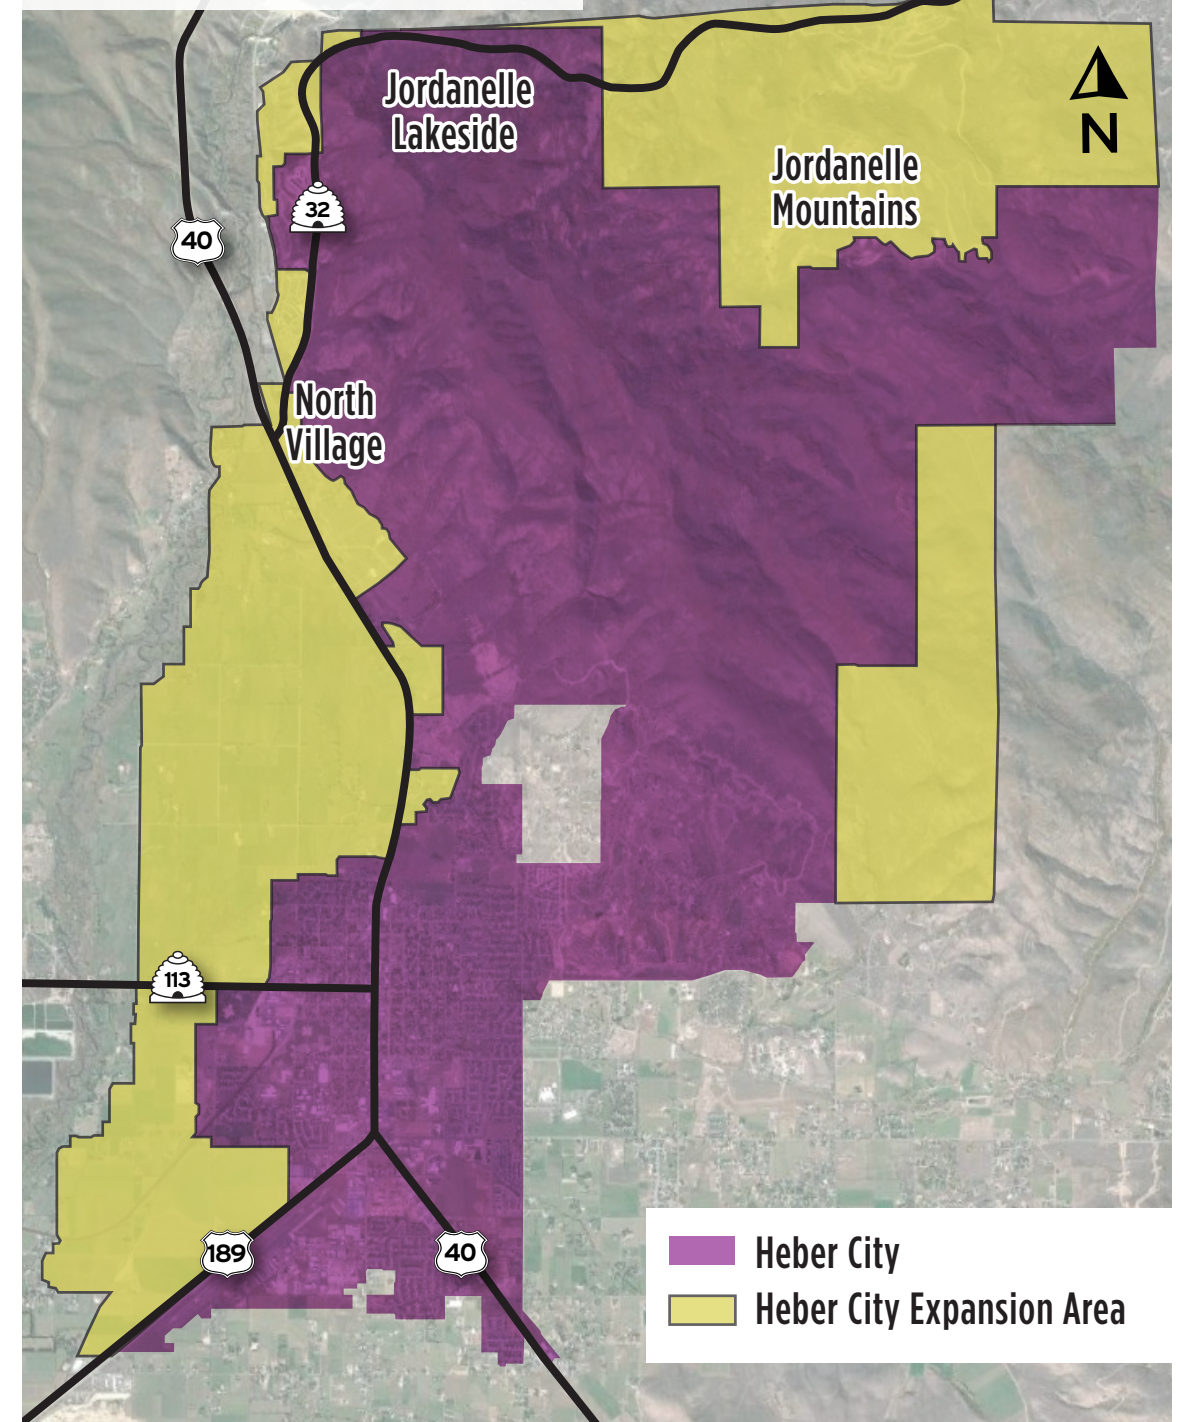 Jordanelle
Lakeside
N
Jordanelle
Mountains
32
40
North
Village
113
189
40
Heber City
Heber City Expansion Area